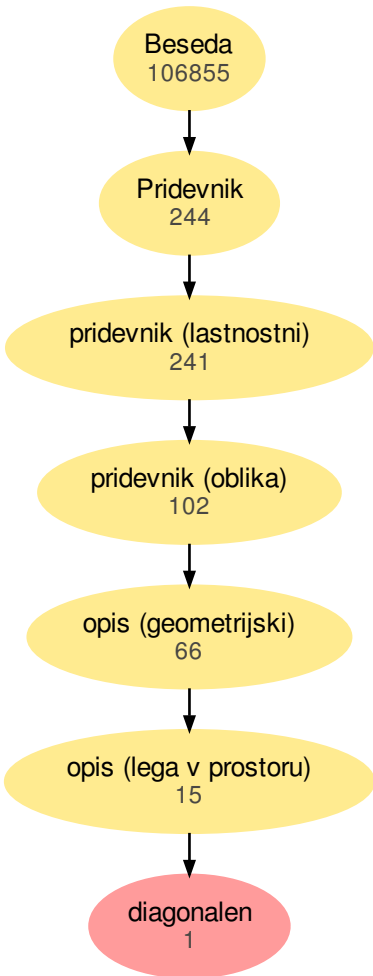 Beseda
106855
Pridevnik
244
pridevnik (lastnostni)
241
pridevnik (oblika)
102
opis (geometrijski)
66
opis (lega v prostoru)
15
diagonalen
1